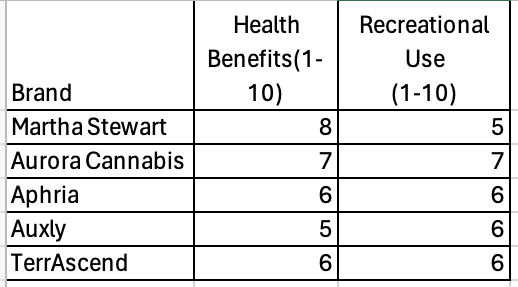 Brand Health Benefits(1-10) Recreational Use (1-10)
Martha Stewart 8 5
Aurora Cannabis 7 7
Aphria 6 6
Auxly 5 6
TerrAscend 6 6